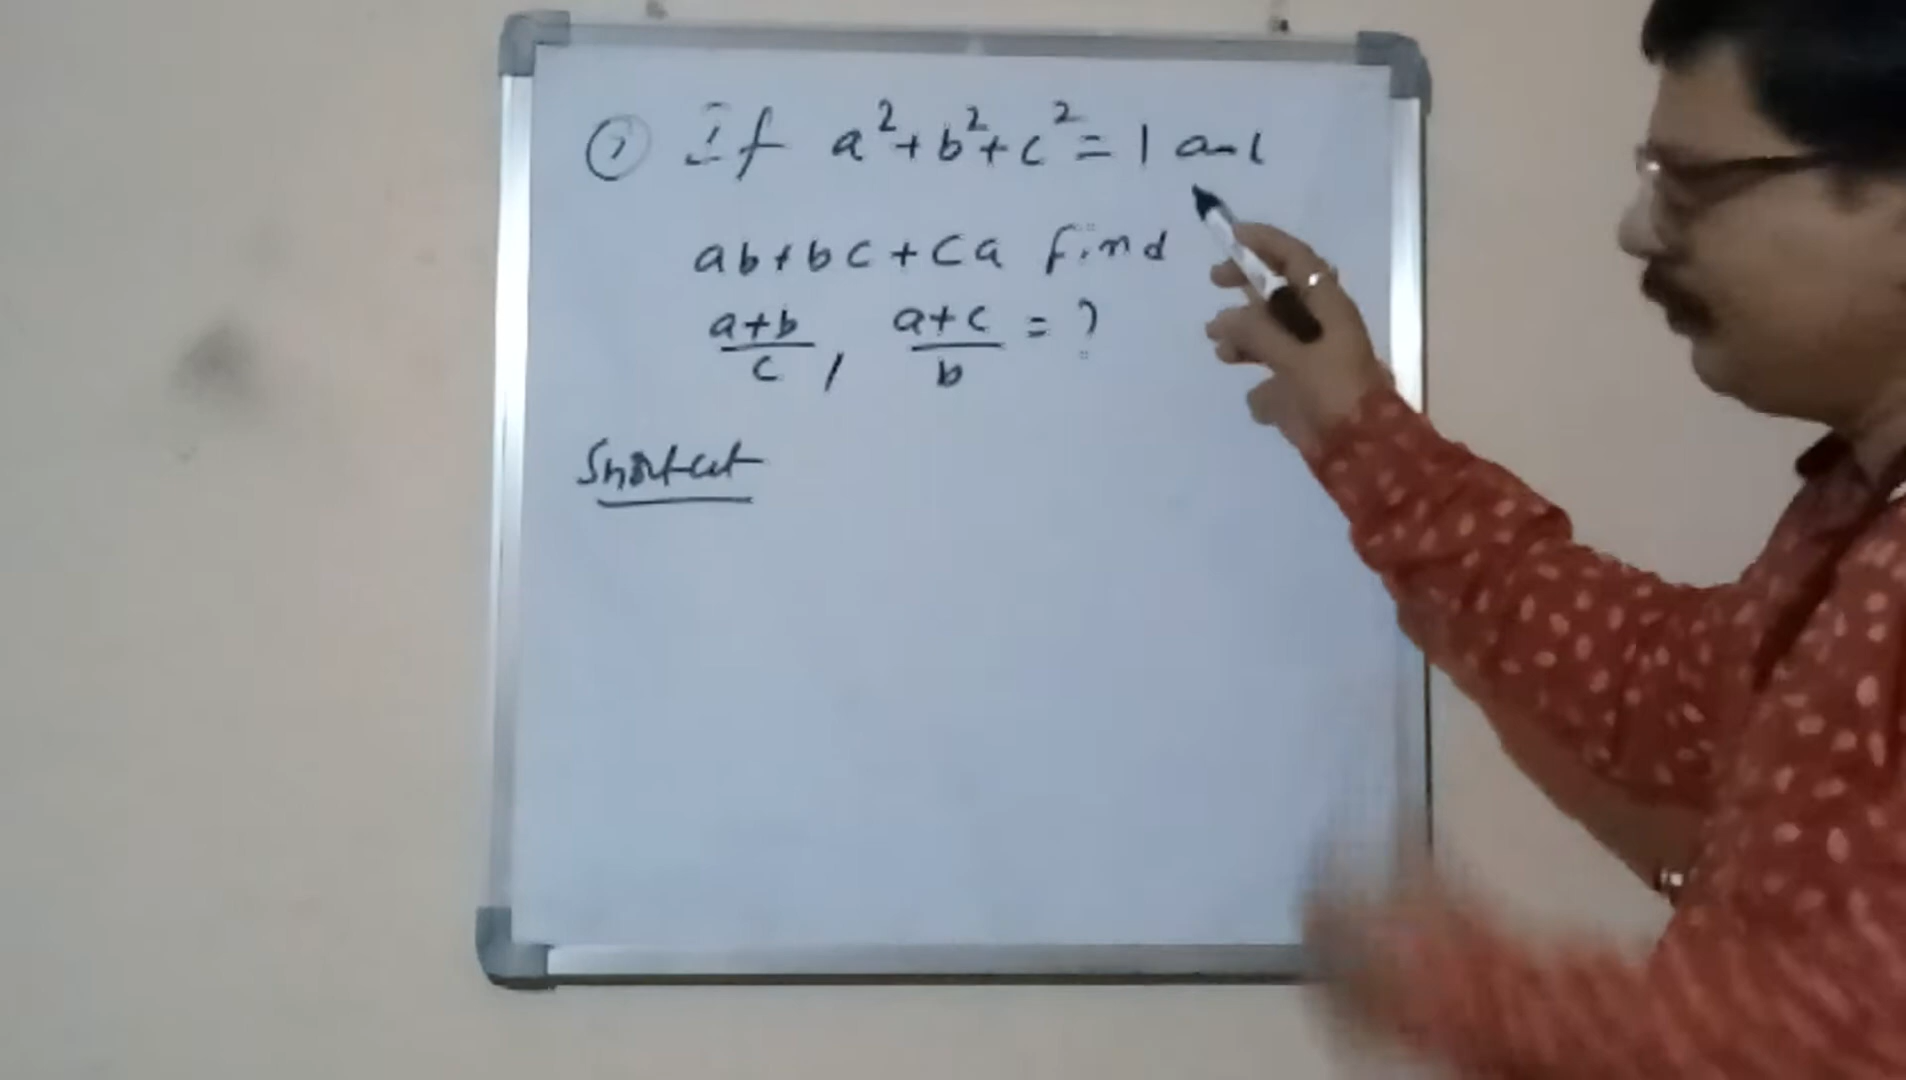 ① If a²+b²+c²=1 and
ab+bc+ca find
a+b/c, a+c/b = ?
Shortcut